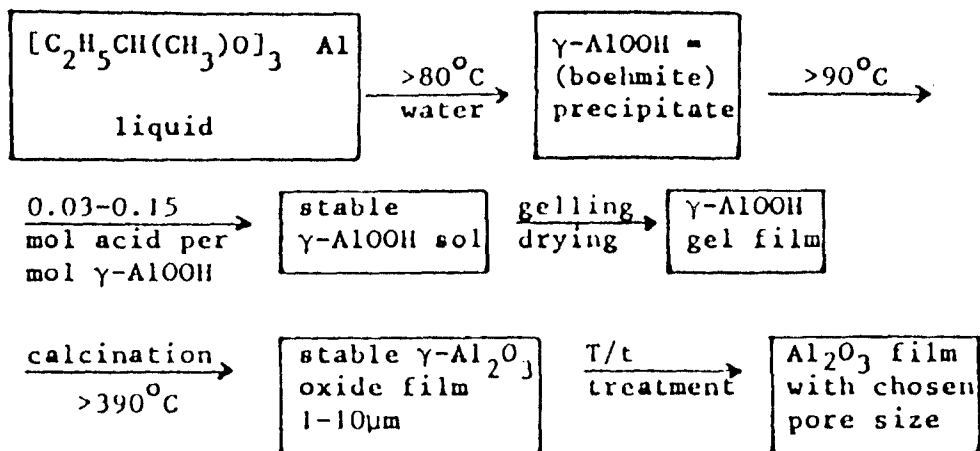 [C₂H₅CH(CH₃)O]₃ Al
liquid
>80°C
water
γ-AlOOH =
(boehmite)
precipitate
>90°C
0.03-0.15
mol acid per
mol γ-AlOOH
stable
γ-AlOOH sol
gelling
drying
γ-AlOOH
gel film
calcination
>390°C
stable γ-Al₂O₃
oxide film
1-10μm
T/t
treatment
Al₂O₃ film
with chosen
pore size